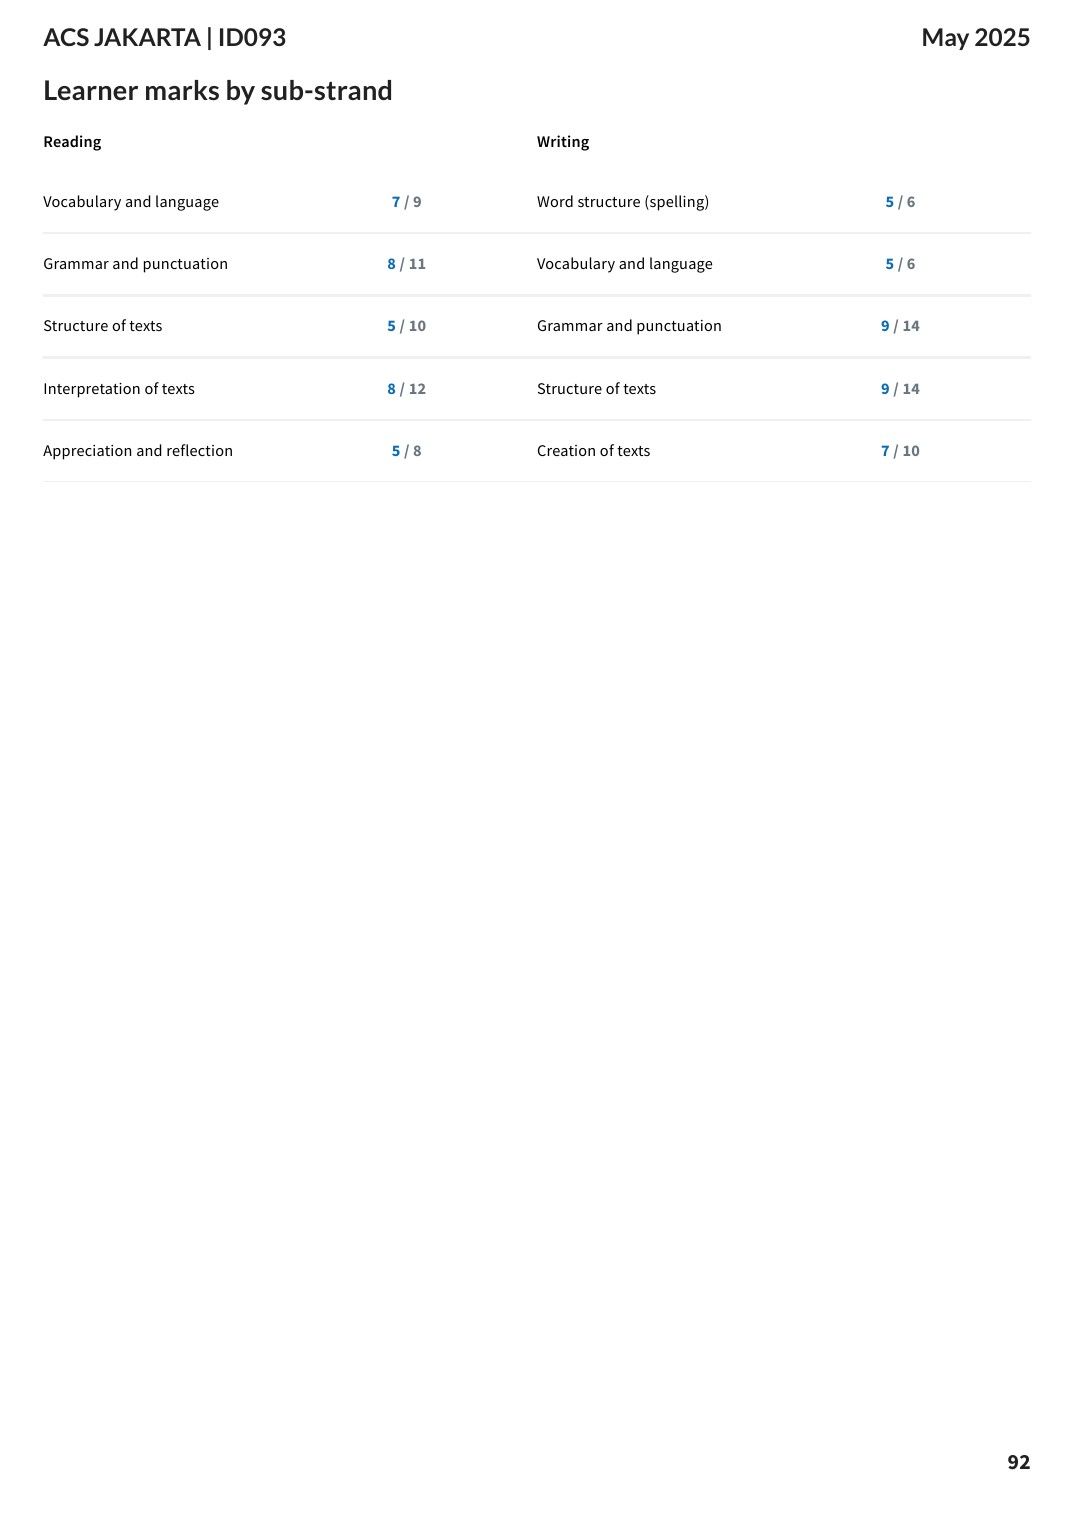 ACS JAKARTA | ID093 May 2025
Learner marks by sub-strand
Reading Writing
Vocabulary and language 7 / 9 Word structure (spelling) 5 / 6
Grammar and punctuation 8 / 11 Vocabulary and language 5 / 6
Structure of texts 5 / 10 Grammar and punctuation 9 / 14
Interpretation of texts 8 / 12 Structure of texts 9 / 14
Appreciation and reflection 5 / 8 Creation of texts 7 / 10
92